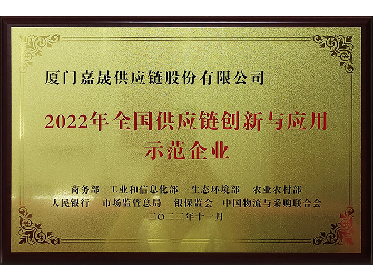 厦门嘉晟供应链股份有限公司
2022年全国供应链创新与应用
示范企业
商务部 工业和信息化部 生态环境部 农业农村部
人民银行 市场监管总局 银保监会 中国物流与采购联合会
二〇二二年十一月